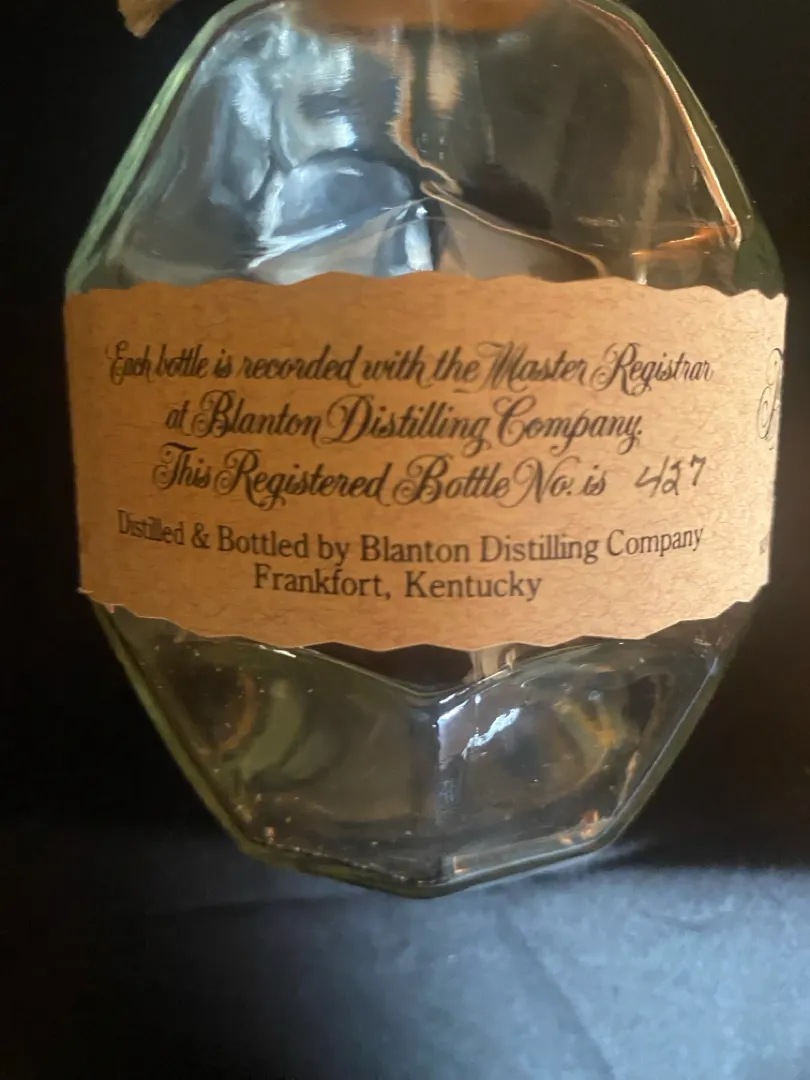 Each bottle is recorded with the Master Registrar
at Blanton Distilling Company.
This Registered Bottle No. is 427
Distilled & Bottled by Blanton Distilling Company
Frankfort, Kentucky